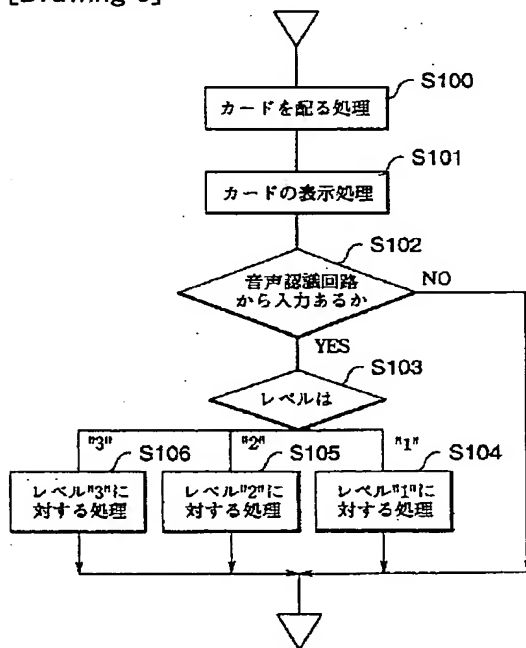 S100
カードを配る処理
S101
カードの表示処理
S102
音声認識回路
から入力あるか
NO
YES
S103
レベルは
"3"
S106
"2"
S105
"1"
S104
レベル"3"に
対する処理
レベル"2"に
対する処理
レベル"1"に
対する処理